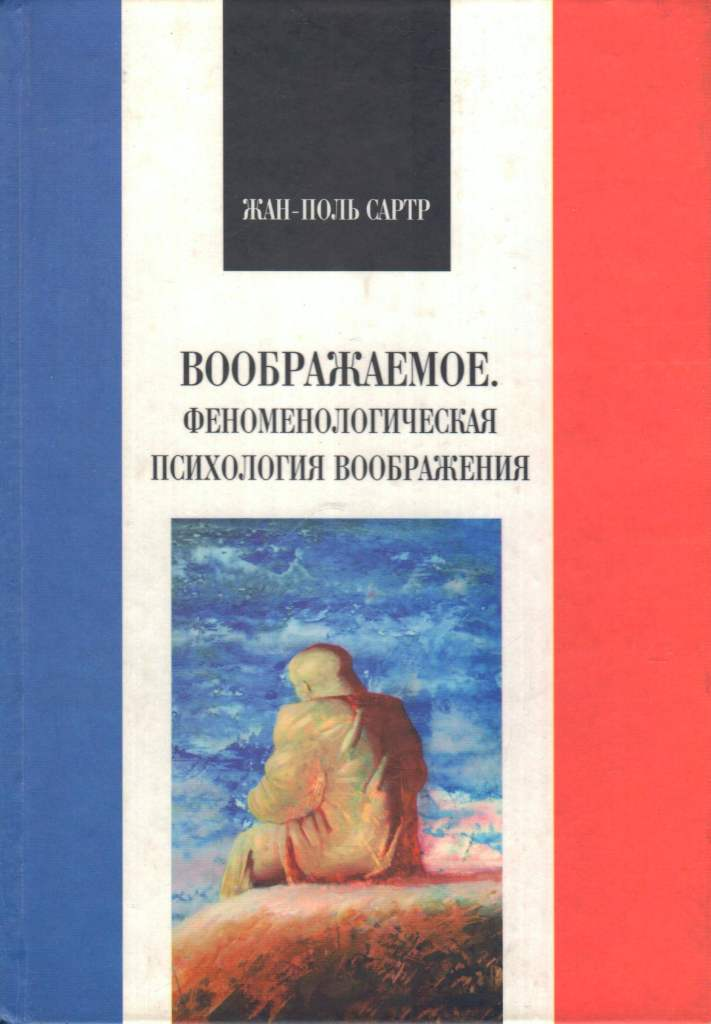 ЖАН-ПОЛЬ САРТР
ВООБРАЖАЕМОЕ.
ФЕНОМЕНОЛОГИЧЕСКАЯ
ПСИХОЛОГИЯ ВООБРАЖЕНИЯ